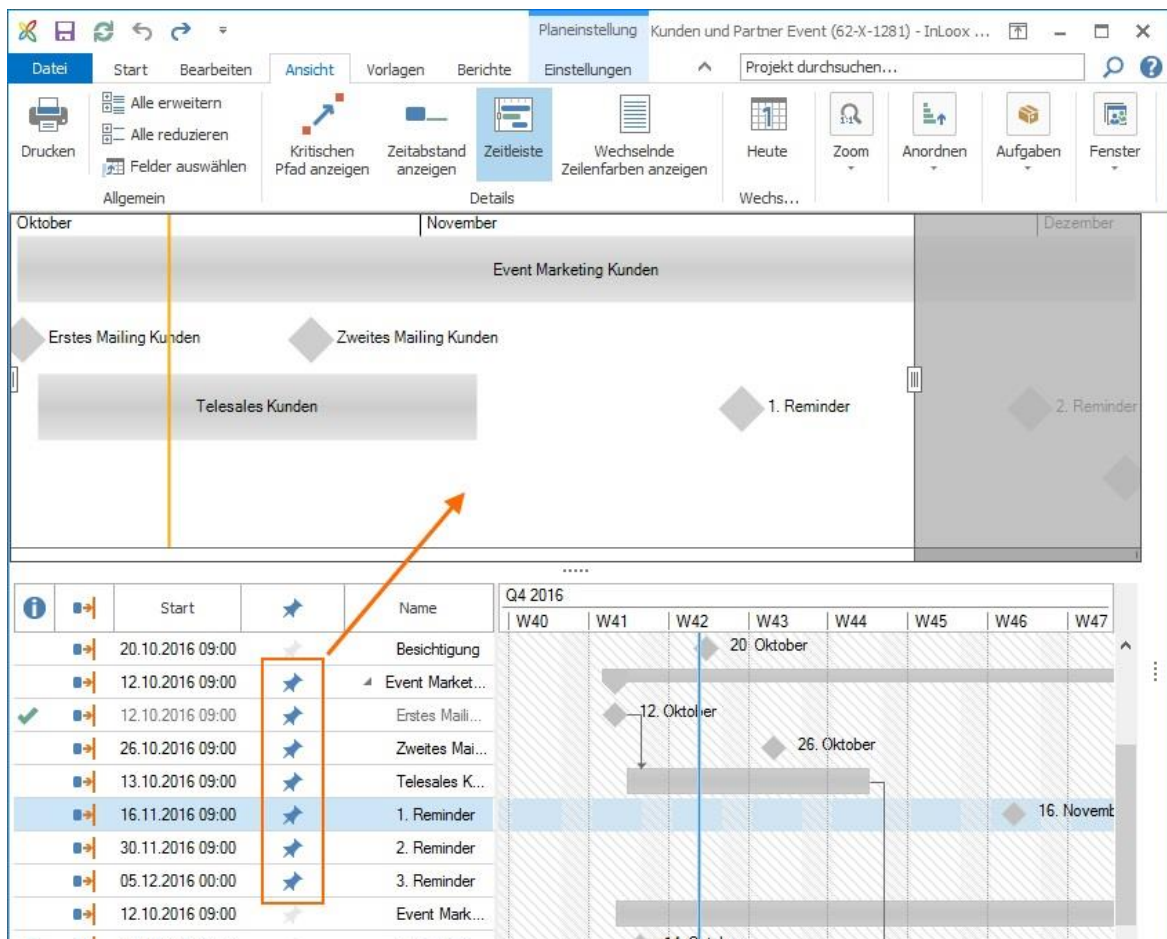 Planeinstellung Kunden und Partner Event (62-X-1281) - InLoox ...
Datei Start Bearbeiten Ansicht Vorlagen Berichte Einstellungen Projekt durchsuchen...
Drucken
Alle erweitern
Alle reduzieren
Felder auswählen
Kritischen
Pfad anzeigen
Zeitabstand
anzeigen
Zeitleiste
Wechselnde
Zeilenfarben anzeigen
Heute
Zoom
Anordnen
Aufgaben
Fenster
Allgemein Details Wechs...
Oktober November Dezember
Event Marketing Kunden
Erstes Mailing Kunden Zweites Mailing Kunden
Telesales Kunden 1. Reminder 2. Reminder
Start Name Q4 2016
W40 W41 W42 W43 W44 W45 W46 W47
20.10.2016 09:00 Besichtigung 20. Oktober
12.10.2016 09:00 Event Market...
12.10.2016 09:00 Erstes Maili... 12. Oktober
26.10.2016 09:00 Zweites Mai... 26. Oktober
13.10.2016 09:00 Telesales K...
16.11.2016 09:00 1. Reminder 16. Novemb
30.11.2016 09:00 2. Reminder
05.12.2016 00:00 3. Reminder
12.10.2016 09:00 Event Mark...